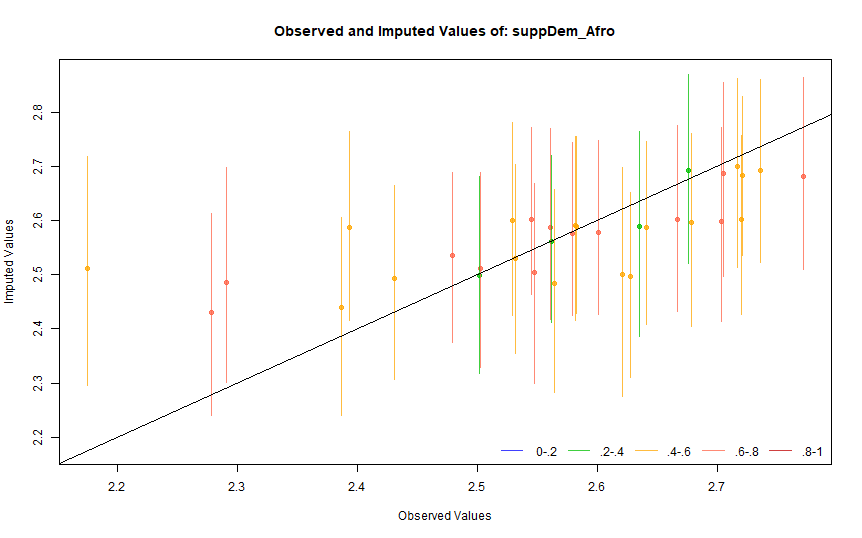 Observed and Imputed Values of: suppDem_Afro
Imputed Values
2.8
2.7
2.6
2.5
2.4
2.3
2.2
0-.2 .2-.4 .4-.6 .6-.8 .8-1
2.2 2.3 2.4 2.5 2.6 2.7
Observed Values